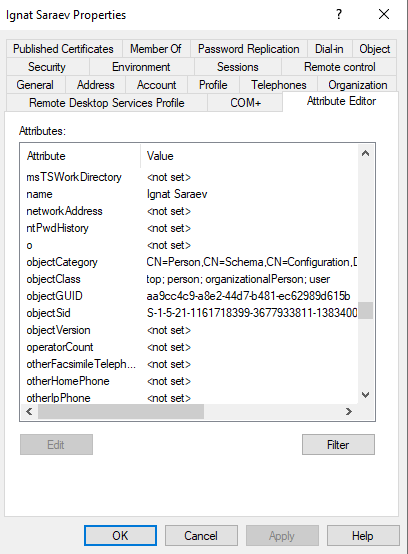 Ignat Saraev Properties
Published Certificates Member Of Password Replication Dial-in Object
Security Environment Sessions Remote control
General Address Account Profile Telephones Organization
Remote Desktop Services Profile COM+ Attribute Editor
Attributes:
Attribute Value
msTSWorkDirectory <not set>
name Ignat Saraev
networkAddress <not set>
ntPwdHistory <not set>
o <not set>
objectCategory CN=Person,CN=Schema,CN=Configuration,D
objectClass top; person; organizationalPerson; user
objectGUID aa9cc4c9-a8e2-44d7-b481-ec62989d615b
objectSid S-1-5-21-1161718399-3677933811-1383400
objectVersion <not set>
operatorCount <not set>
otherFacsimileTeleph... <not set>
otherHomePhone <not set>
otherIpPhone <not set>
Edit Filter
OK Cancel Apply Help